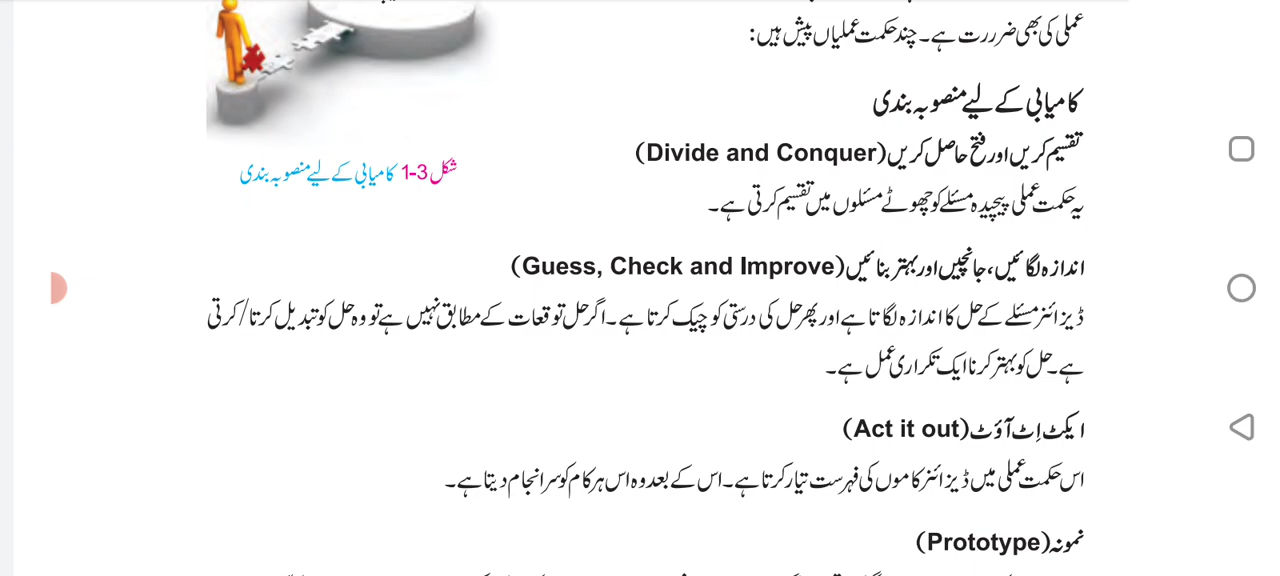 عملی کی بھی ضررت ہے۔ چند حکمت عملیاں پیش ہیں:
کامیابی کے لیے منصوبہ بندی
تقسیم کریں اور فتح حاصل کریں (Divide and Conquer)
شکل 3-1 کامیابی کے لیے منصوبہ بندی
یہ حکمت عملی پیچیدہ مسئلے کو چھوٹے مسئلوں میں تقسیم کرتی ہے۔
اندازہ لگائیں، جانچیں اور بہتر بنائیں (Guess, Check and Improve)
ڈیزائنر مسئلے کے حل کا اندازہ لگاتا ہے اور پھر حل کی درستی کو چیک کرتا ہے۔ اگر حل توقعات کے مطابق نہیں ہے تو وہ حل کو تبدیل کرتا/کرتی
ہے۔ حل کو بہتر کرنا ایک تکراری عمل ہے۔
ایکٹ اِٹ آؤٹ (Act it out)
اس حکمت عملی میں ڈیزائنر کاموں کی فہرست تیار کرتا ہے۔ اس کے بعد وہ اس ہر کام کو سرانجام دیتا ہے۔
نمونہ (Prototype)